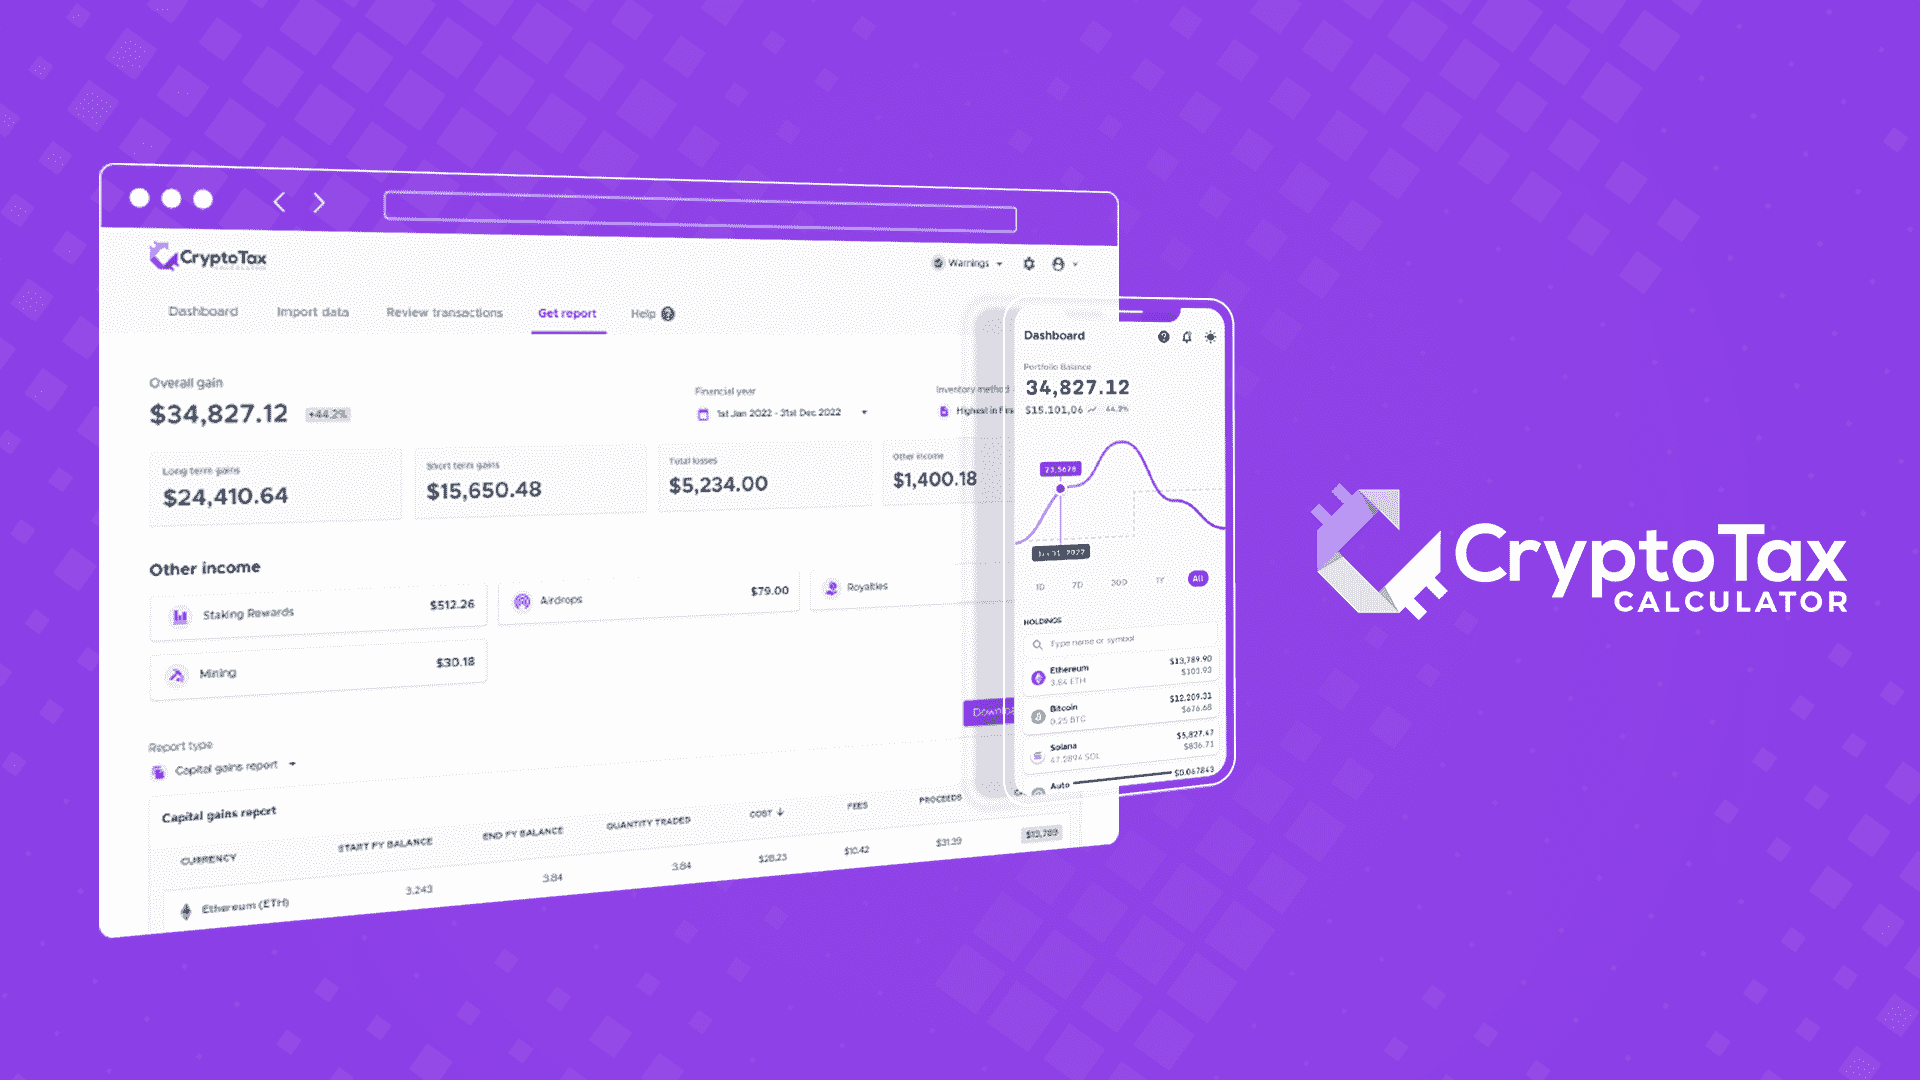 CryptoTax
CALCULATOR
Warnings
Dashboard Import data Review transactions Get report Help
Overall gain
$34,827.12 +44.2%
Financial year
1st Jan 2022 - 31st Dec 2022
Inventory method
Highest in Firs
Long term gains
$24,410.64
Short term gains
$15,650.48
Total losses
$5,234.00
Other income
$1,400.18
Other income
Staking Rewards $512.26
Airdrops $79.00
Royalties
Mining $30.18
Downloa
Report type
Capital gains report
Capital gains report
CURRENCY START FY BALANCE END FY BALANCE QUANTITY TRADED COST FEES PROCEEDS
Ethereum (ETH) 3.243 3.84 3.84 $28.23 $10.42 $31.39 $13,789
Dashboard
Portfolio Balance
34,827.12
$15.101,06 44.2%
23,5678
2022
1D 7D 30D 1Y All
HOLDINGS
Type name or symbol
Ethereum $13,789.90
3.84 ETH $103.93
Bitcoin $12,209.31
0.25 BTC $676.68
Solana $5,827.47
47.2894 SOL $836.71
Auto $0.067843
CryptoTax
CALCULATOR